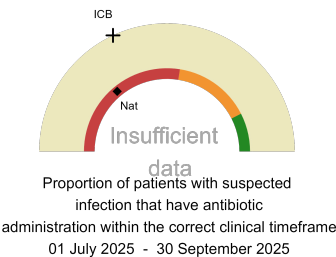 ICB
Nat
Insufficient
data
Proportion of patients with suspected
infection that have antibiotic
administration within the correct clinical timeframe
01 July 2025 - 30 September 2025